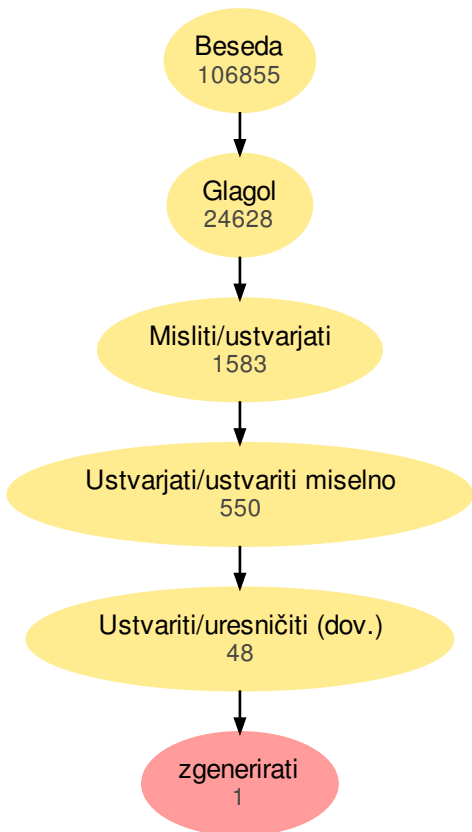 Beseda
106855
Glagol
24628
Misliti/ustvarjati
1583
Ustvarjati/ustvariti miselno
550
Ustvariti/uresničiti (dov.)
48
zgenerirati
1